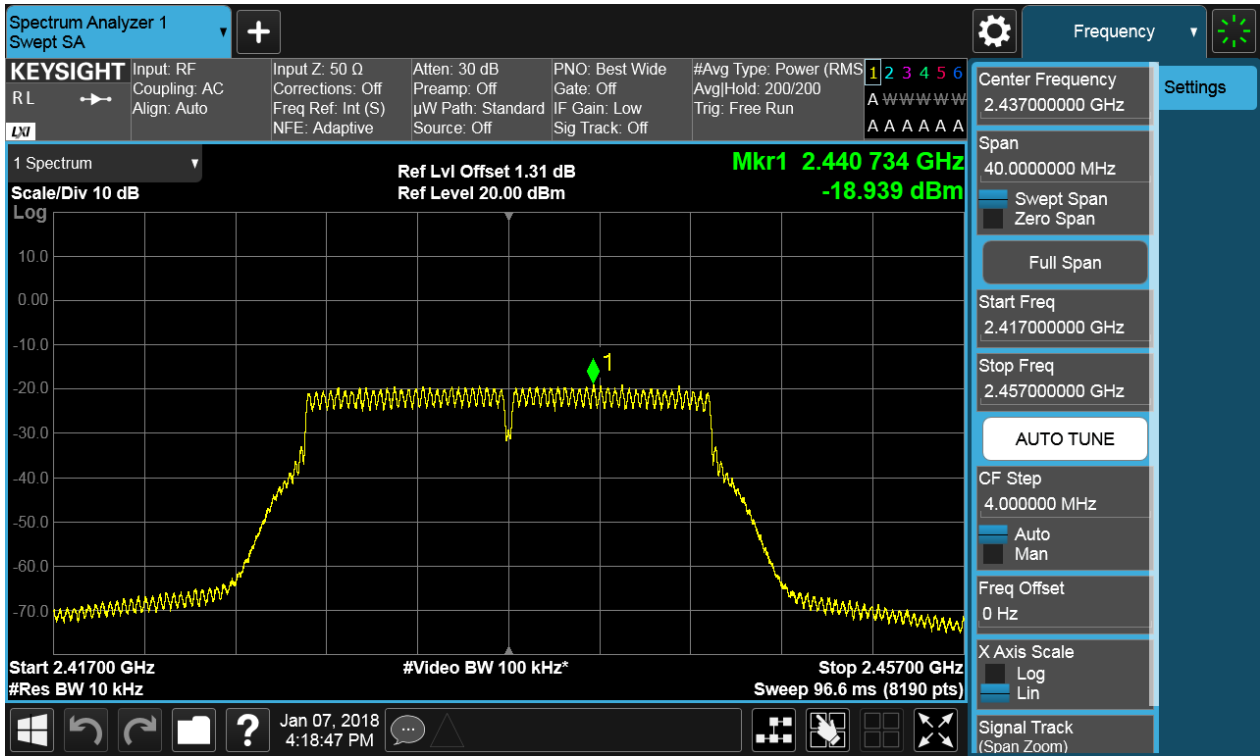 Spectrum Analyzer 1
Swept SA
+
Frequency
KEYSIGHT
RL
LXI
Input: RF
Coupling: AC
Align: Auto
Input Z: 50 Ω
Corrections: Off
Freq Ref: Int (S)
NFE: Adaptive
Atten: 30 dB
Preamp: Off
µW Path: Standard
Source: Off
PNO: Best Wide
Gate: Off
IF Gain: Low
Sig Track: Off
#Avg Type: Power (RMS
Avg|Hold: 200/200
Trig: Free Run
1 2 3 4 5 6
A W W W W W
A A A A A A
1 Spectrum
Scale/Div 10 dB
Log
Ref Lvl Offset 1.31 dB
Ref Level 20.00 dBm
Mkr1 2.440 734 GHz
-18.939 dBm
10.0
0.00
-10.0
1
-20.0
-30.0
-40.0
-50.0
-60.0
-70.0
Start 2.41700 GHz
#Video BW 100 kHz*
Stop 2.45700 GHz
#Res BW 10 kHz
Sweep 96.6 ms (8190 pts)
?
Jan 07, 2018
4:18:47 PM
Center Frequency
2.437000000 GHz
Span
40.0000000 MHz
Swept Span
Zero Span
Full Span
Start Freq
2.417000000 GHz
Stop Freq
2.457000000 GHz
AUTO TUNE
CF Step
4.000000 MHz
Auto
Man
Freq Offset
0 Hz
X Axis Scale
Log
Lin
Signal Track
(Span Zoom)
Settings